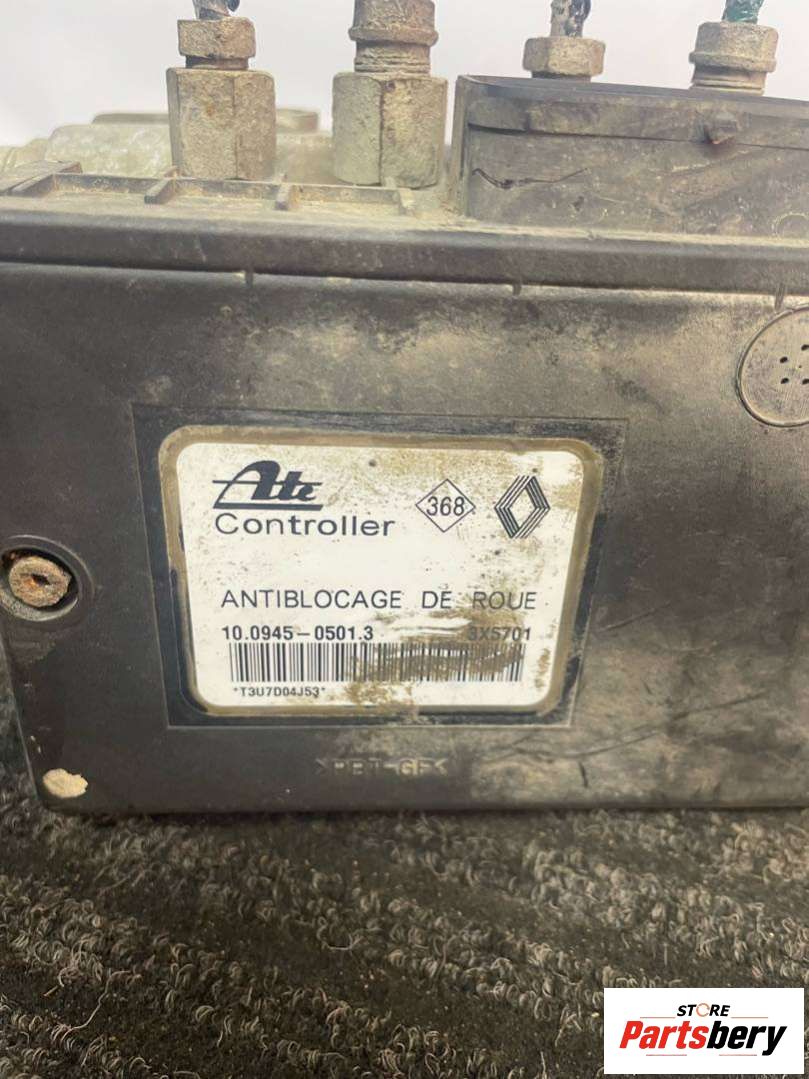 Ate
368
Controller
ANTIBLOCAGE DE ROUE
10.0945-0501.3 3X5701
*T3U7D04J53*
STORE
Partsbery